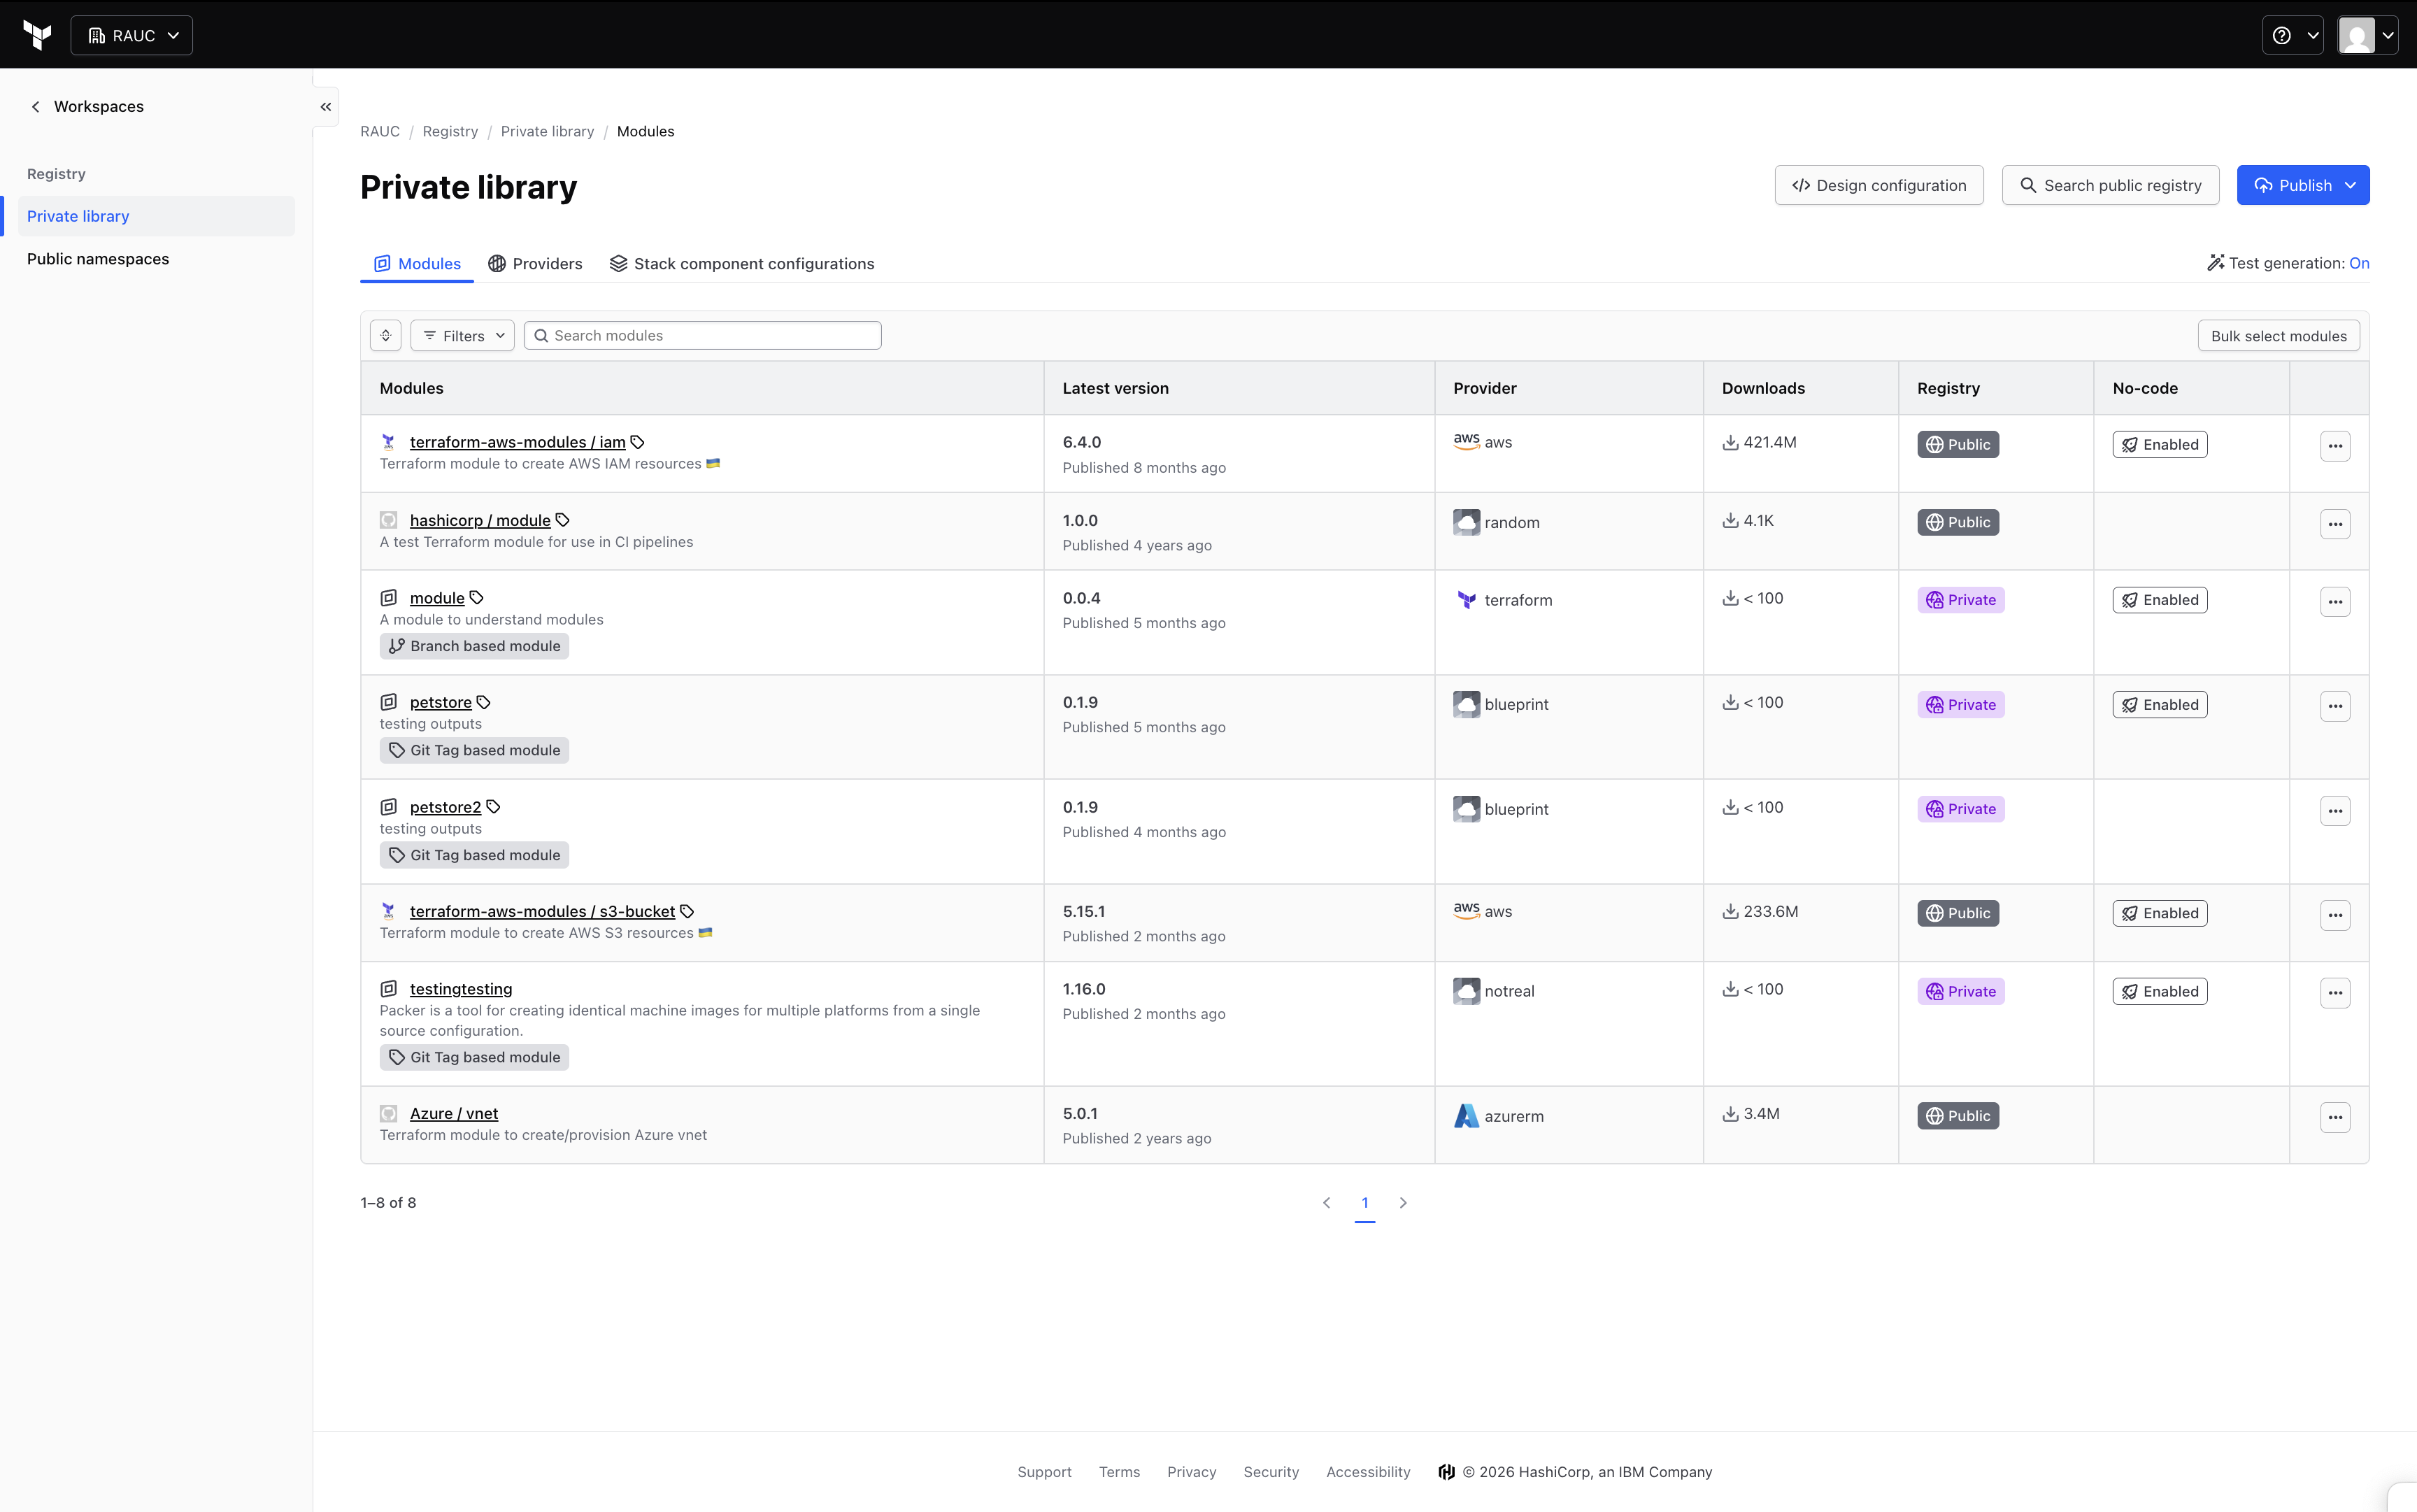 RAUC
Workspaces
Registry
Private library
Public namespaces
RAUC / Registry / Private library / Modules
Private library
Design configuration
Search public registry
Publish
Modules
Providers
Stack component configurations
Test generation: On
Filters
Search modules
Bulk select modules
Modules Latest version Provider Downloads Registry No-code
terraform-aws-modules / iam 6.4.0 aws 421.4M Public Enabled
Terraform module to create AWS IAM resources 🇺🇦 Published 8 months ago
hashicorp / module 1.0.0 random 4.1K Public
A test Terraform module for use in CI pipelines Published 4 years ago
module 0.0.4 terraform < 100 Private Enabled
A module to understand modules Published 5 months ago
Branch based module
petstore 0.1.9 blueprint < 100 Private Enabled
testing outputs Published 5 months ago
Git Tag based module
petstore2 0.1.9 blueprint < 100 Private
testing outputs Published 4 months ago
Git Tag based module
terraform-aws-modules / s3-bucket 5.15.1 aws 233.6M Public Enabled
Terraform module to create AWS S3 resources 🇺🇦 Published 2 months ago
testingtesting 1.16.0 notreal < 100 Private Enabled
Packer is a tool for creating identical machine images for multiple platforms from a single Published 2 months ago
source configuration.
Git Tag based module
Azure / vnet 5.0.1 azurerm 3.4M Public
Terraform module to create/provision Azure vnet Published 2 years ago
1–8 of 8
1
Support Terms Privacy Security Accessibility © 2026 HashiCorp, an IBM Company